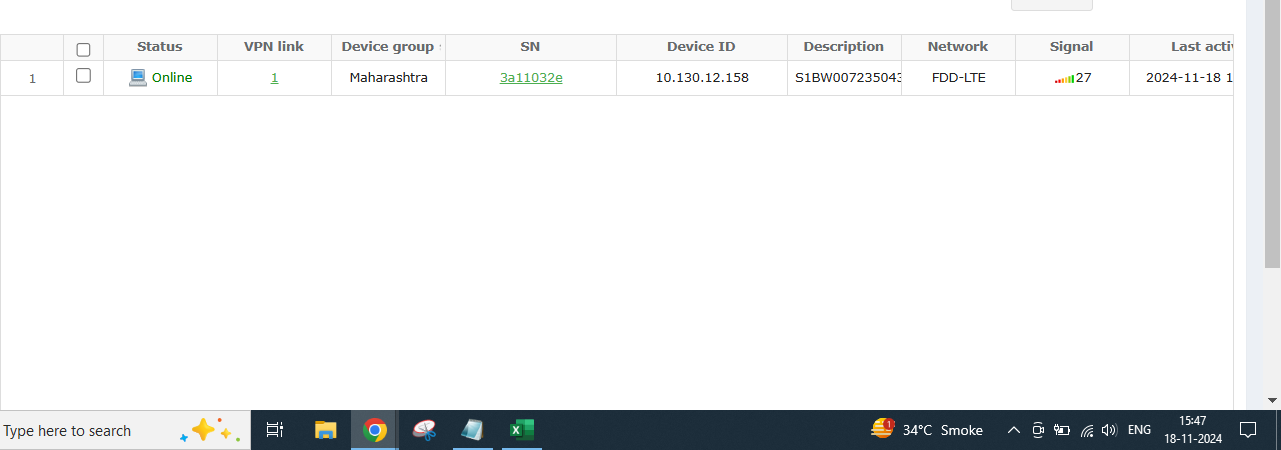 Status VPN link Device group SN Device ID Description Network Signal Last activ
1 Online 1 Maharashtra 3a11032e 10.130.12.158 S1BW007235043 FDD-LTE 27 2024-11-18 1
Type here to search 1 34°C Smoke ENG 15:47
18-11-2024